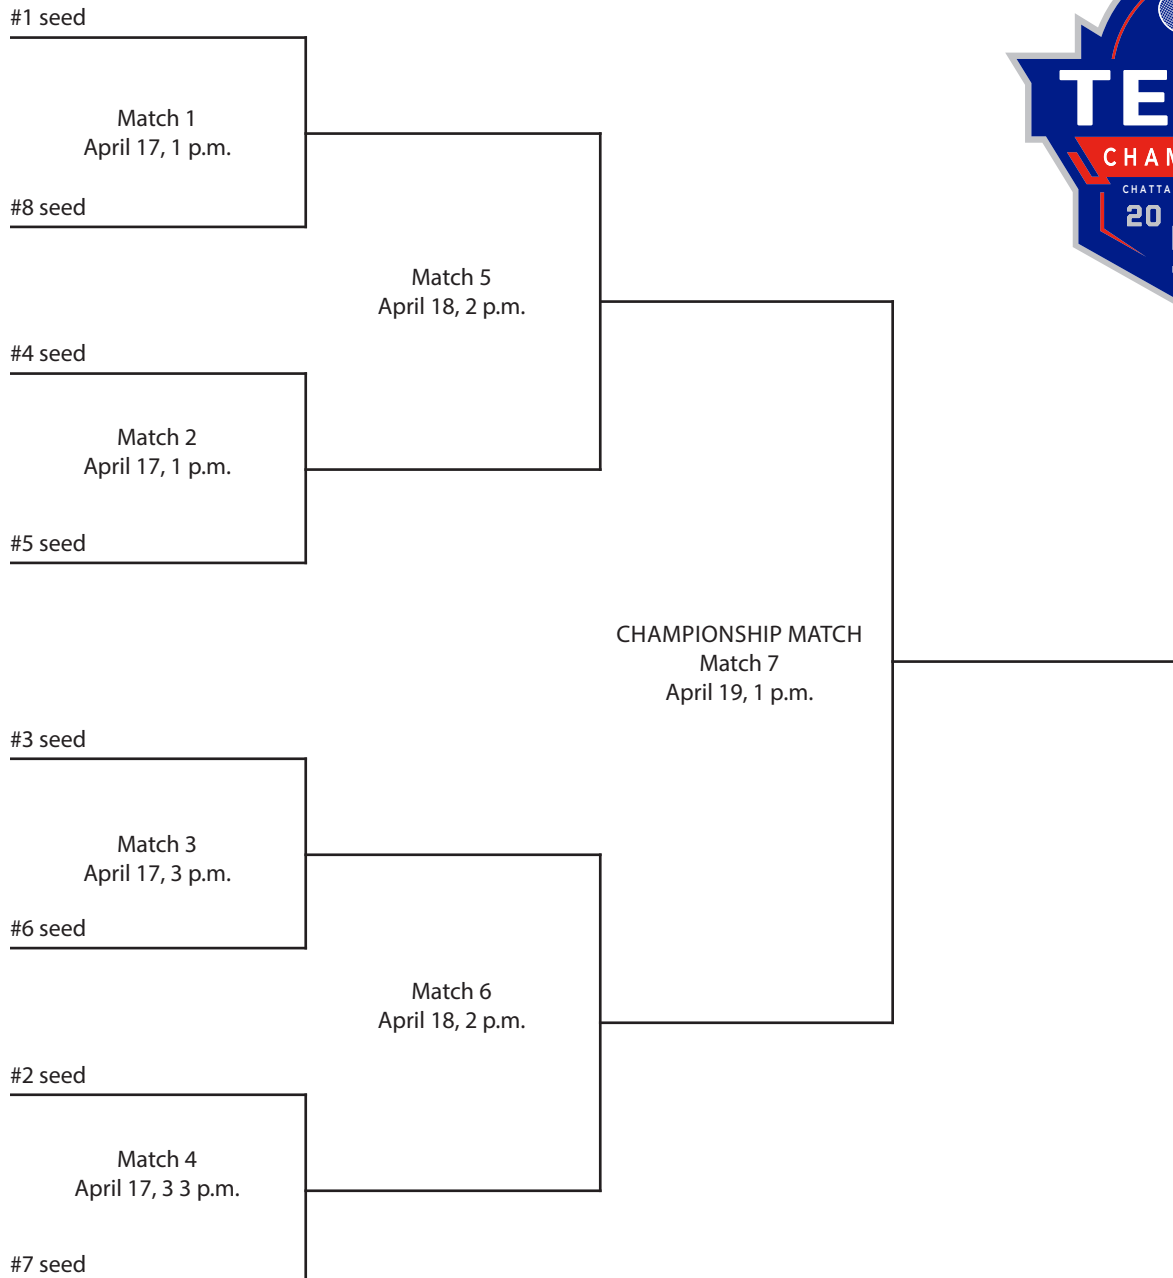 #1 seed
Match 1
April 17, 1 p.m.
#8 seed
Match 5
April 18, 2 p.m.
#4 seed
Match 2
April 17, 1 p.m.
#5 seed
CHAMPIONSHIP MATCH
Match 7
April 19, 1 p.m.
#3 seed
Match 3
April 17, 3 p.m.
#6 seed
Match 6
April 18, 2 p.m.
#2 seed
Match 4
April 17, 3 3 p.m.
#7 seed
TE
CHAM
CHATTA
20